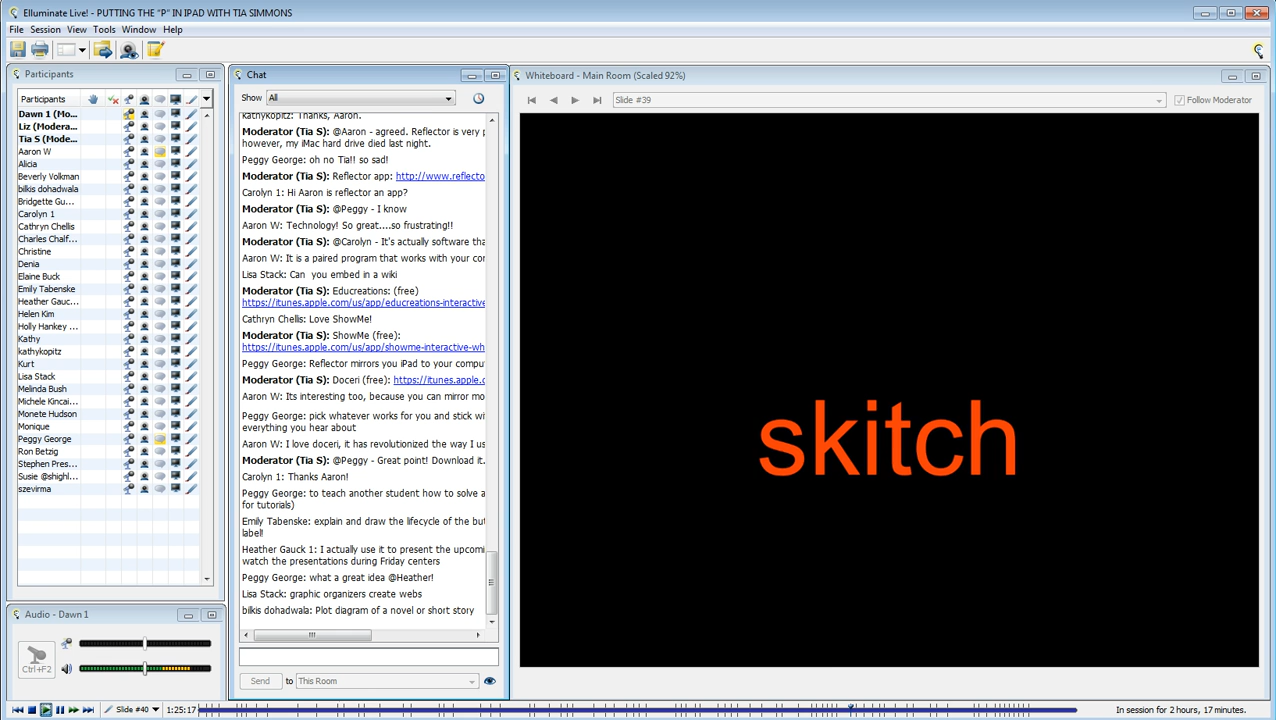 Elluminate Live! - PUTTING THE "P" IN IPAD WITH TIA SIMMONS
File Session View Tools Window Help
Participants
Participants
Dawn 1 (Mo...
Liz (Modera...
Tia S (Mode...
Aaron W
Alicia
Beverly Volkman
bilkis dohadwala
Bridgette Gu...
Carolyn 1
Cathryn Chellis
Charles Chalf...
Christine
Denia
Elaine Buck
Emily Tabenske
Heather Gauc...
Helen Kim
Holly Hankey ...
Kathy
kathykopitz
Kurt
Lisa Stack
Melinda Bush
Michele Kincai...
Monete Hudson
Monique
Peggy George
Ron Betzig
Stephen Pres...
Susie @shighl...
szevirma
Audio - Dawn 1
Ctrl+F2
Chat
Show All
kathykopitz: Thanks, Aaron.
Moderator (Tia S): @Aaron - agreed. Reflector is very p
however, my iMac hard drive died last night.
Peggy George: oh no Tia!! so sad!
Moderator (Tia S): Reflector app: http://www.reflecto
Carolyn 1: Hi Aaron is reflector an app?
Moderator (Tia S): @Peggy - I know
Aaron W: Technology! So great....so frustrating!!
Moderator (Tia S): @Carolyn - It's actually software tha
Aaron W: It is a paired program that works with your con
Lisa Stack: Can you embed in a wiki
Moderator (Tia S): Educreations: (free)
https://itunes.apple.com/us/app/educreations-interactive
Cathryn Chellis: Love ShowMe!
Moderator (Tia S): ShowMe (free):
https://itunes.apple.com/us/app/showme-interactive-wh
Peggy George: Reflector mirrors you iPad to your compu
Moderator (Tia S): Doceri (free): https://itunes.apple.c
Aaron W: Its interesting too, because you can mirror mo
Peggy George: pick whatever works for you and stick wi
everything you hear about
Aaron W: I love doceri, it has revolutionized the way I us
Moderator (Tia S): @Peggy - Great point! Download it.
Carolyn 1: Thanks Aaron!
Peggy George: to teach another student how to solve a
for tutorials)
Emily Tabenske: explain and draw the lifecycle of the but
label!
Heather Gauck 1: I actually use it to present the upcomi
watch the presentations during Friday centers
Peggy George: what a great idea @Heather!
Lisa Stack: graphic organizers create webs
bilkis dohadwala: Plot diagram of a novel or short story
Send to This Room
Whiteboard - Main Room (Scaled 92%)
Slide #39 Follow Moderator
skitch
Slide #40 1:25:17
In session for 2 hours, 17 minutes.